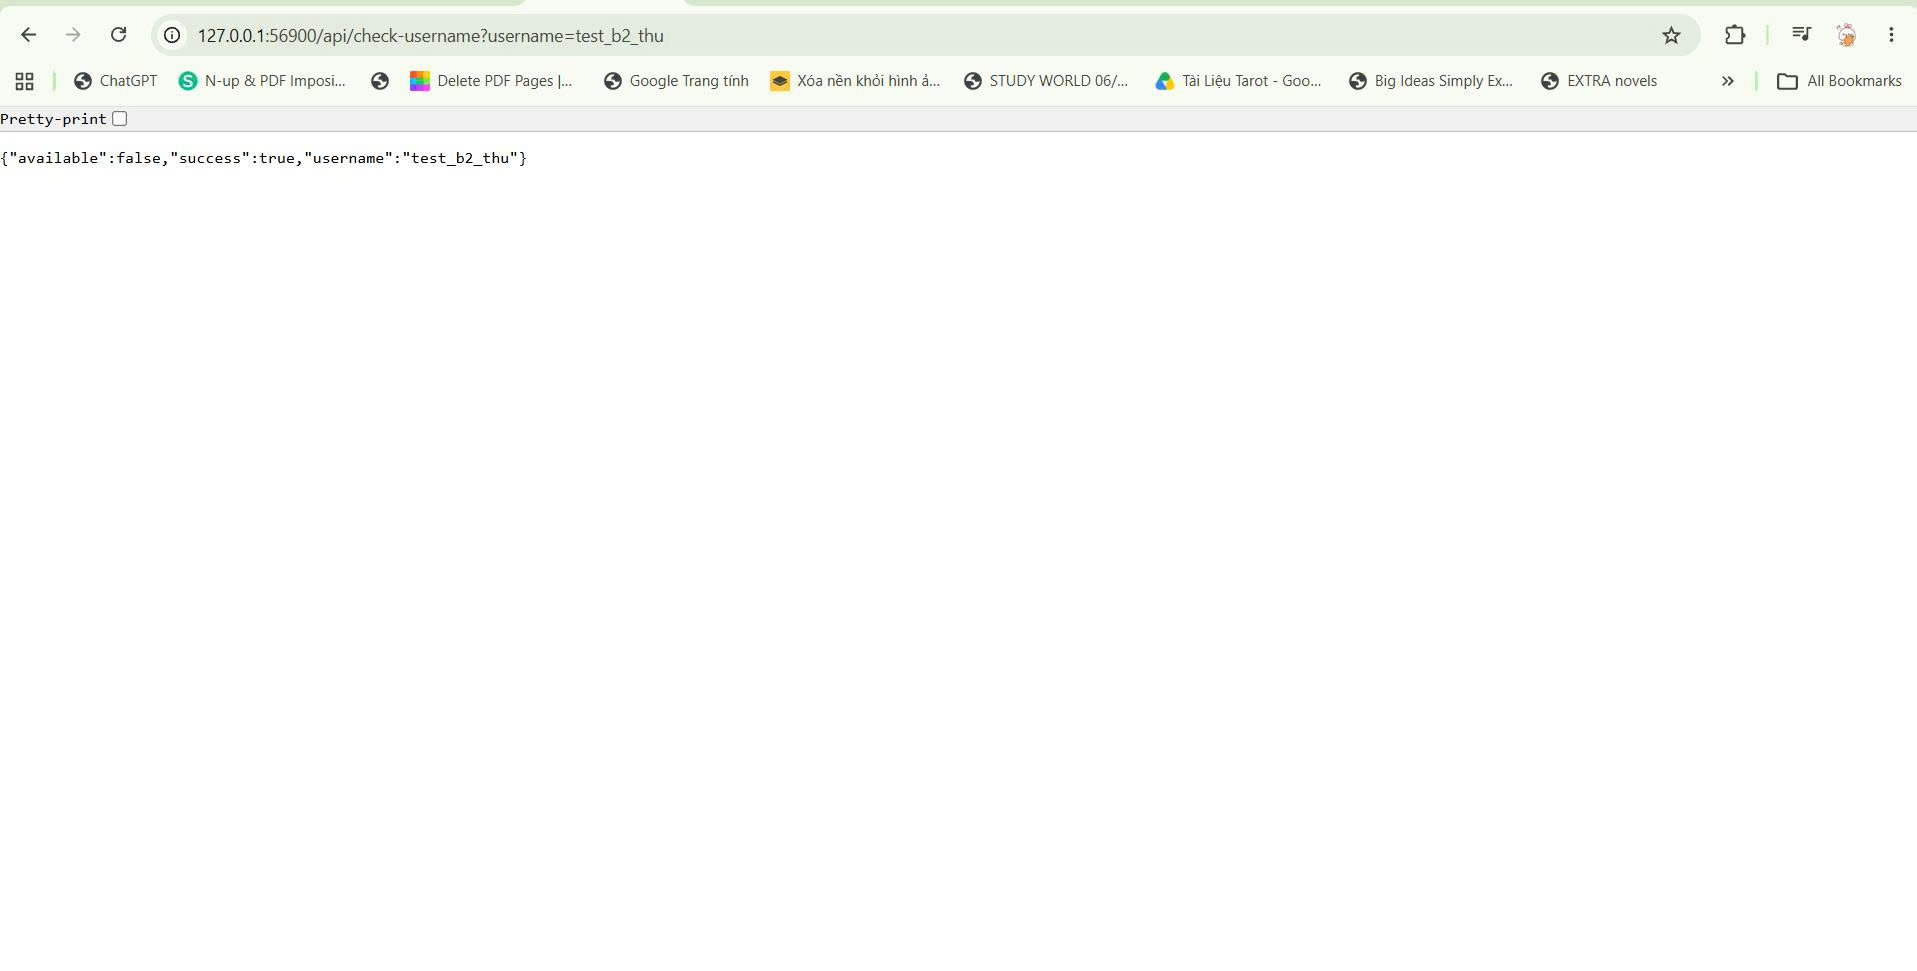 127.0.0.1:56900/api/check-username?username=test_b2_thu
ChatGPT N-up & PDF Imposi... Delete PDF Pages |... Google Trang tính Xóa nền khỏi hình ả... STUDY WORLD 06/... Tài Liệu Tarot - Goo... Big Ideas Simply Ex... EXTRA novels » All Bookmarks
Pretty-print
{"available":false,"success":true,"username":"test_b2_thu"}